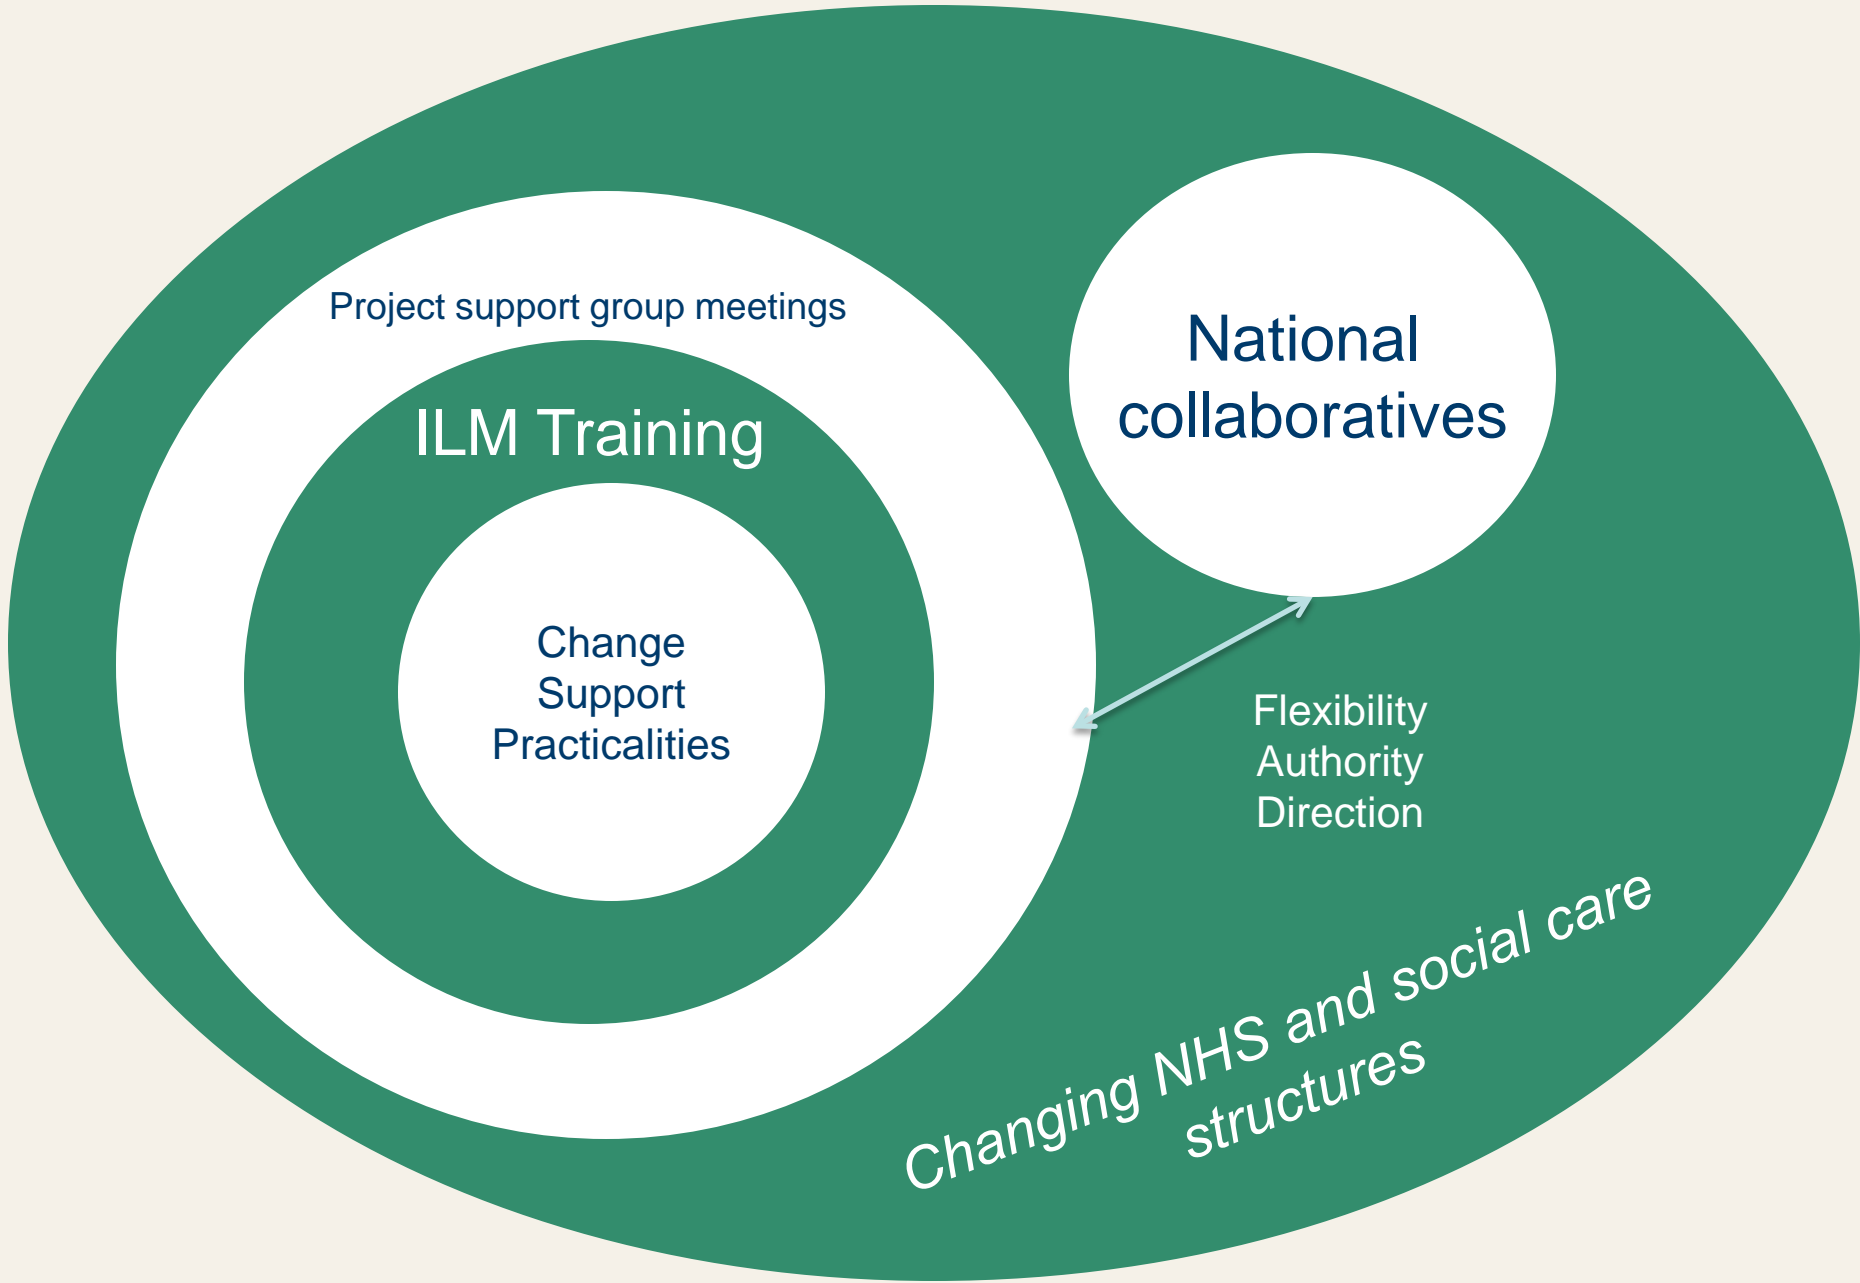 Project support group meetings
ILM Training
Change
Support
Practicalities
National
collaboratives
Flexibility
Authority
Direction
Changing NHS and social care
structures